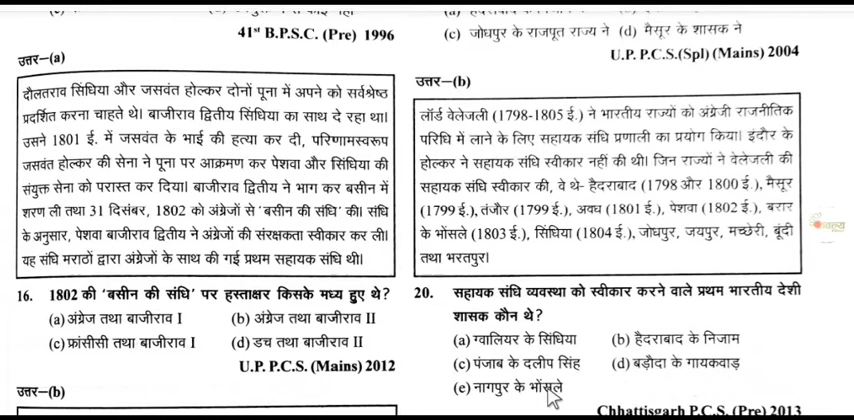 41st B.P.S.C. (Pre) 1996
उत्तर–(a)
दौलतराव सिंधिया और जसवंत होल्कर दोनों पूना में अपने को सर्वश्रेष्ठ
प्रदर्शित करना चाहते थे। बाजीराव द्वितीय सिंधिया का साथ दे रहा था।
उसने 1801 ई. में जसवंत के भाई की हत्या कर दी, परिणामस्वरूप
जसवंत होल्कर की सेना ने पूना पर आक्रमण कर पेशवा और सिंधिया की
संयुक्त सेना को परास्त कर दिया। बाजीराव द्वितीय ने भाग कर बसीन में
शरण ली तथा 31 दिसंबर, 1802 को अंग्रेजों से 'बसीन की संधि' की। संधि
के अनुसार, पेशवा बाजीराव द्वितीय ने अंग्रेजों की संरक्षकता स्वीकार कर ली।
यह संधि मराठों द्वारा अंग्रेजों के साथ की गई प्रथम सहायक संधि थी।
16. 1802 की 'बसीन की संधि' पर हस्ताक्षर किसके मध्य हुए थे?
(a) अंग्रेज तथा बाजीराव I (b) अंग्रेज तथा बाजीराव II
(c) फ्रांसीसी तथा बाजीराव I (d) डच तथा बाजीराव II
U.P. P.C.S. (Mains) 2012
उत्तर–(b)
(c) जोधपुर के राजपूत राज्य ने (d) मैसूर के शासक ने
U.P. P.C.S.(Spl) (Mains) 2004
उत्तर–(b)
लॉर्ड वेलेजली (1798-1805 ई.) ने भारतीय राज्यों को अंग्रेजी राजनीतिक
परिधि में लाने के लिए सहायक संधि प्रणाली का प्रयोग किया। इंदौर के
होल्कर ने सहायक संधि स्वीकार नहीं की थी। जिन राज्यों ने वेलेजली की
सहायक संधि स्वीकार की, वे थे- हैदराबाद (1798 और 1800 ई.), मैसूर
(1799 ई.), तंजौर (1799 ई.), अवध (1801 ई.), पेशवा (1802 ई.), बरार
के भोंसले (1803 ई.), सिंधिया (1804 ई.), जोधपुर, जयपुर, मच्छेरी, बूंदी
तथा भरतपुर।
20. सहायक संधि व्यवस्था को स्वीकार करने वाले प्रथम भारतीय देशी
शासक कौन थे?
(a) ग्वालियर के सिंधिया (b) हैदराबाद के निजाम
(c) पंजाब के दलीप सिंह (d) बड़ौदा के गायकवाड़
(e) नागपुर के भोंसले
Chhattisgarh P.C.S. (Pre) 2013